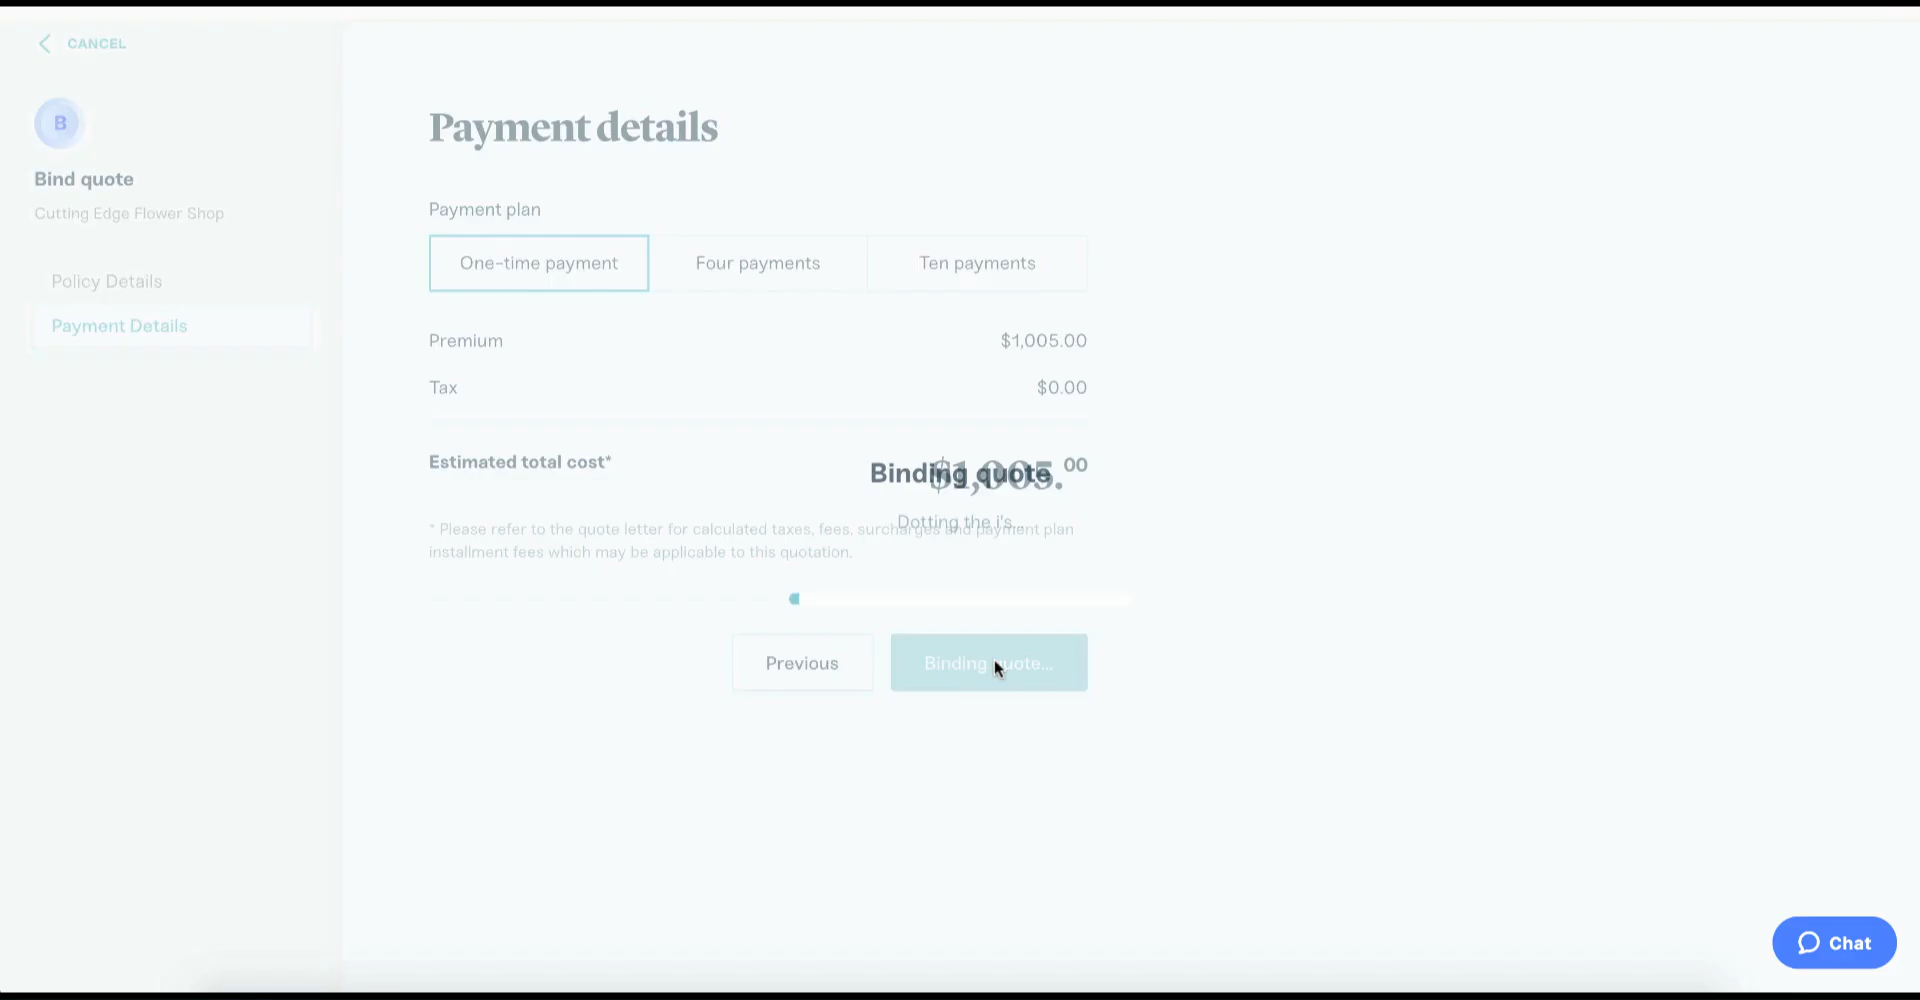 CANCEL
B
Bind quote
Cutting Edge Flower Shop
Policy Details
Payment Details
Payment details
Payment plan
One-time payment
Four payments
Ten payments
Premium
$1,005.00
Tax
$0.00
Estimated total cost*
$1,005.00
Binding quote
Dotting the i's...
* Please refer to the quote letter for calculated taxes, fees, surcharges and payment plan
installment fees which may be applicable to this quotation.
Previous
Binding quote...
Chat